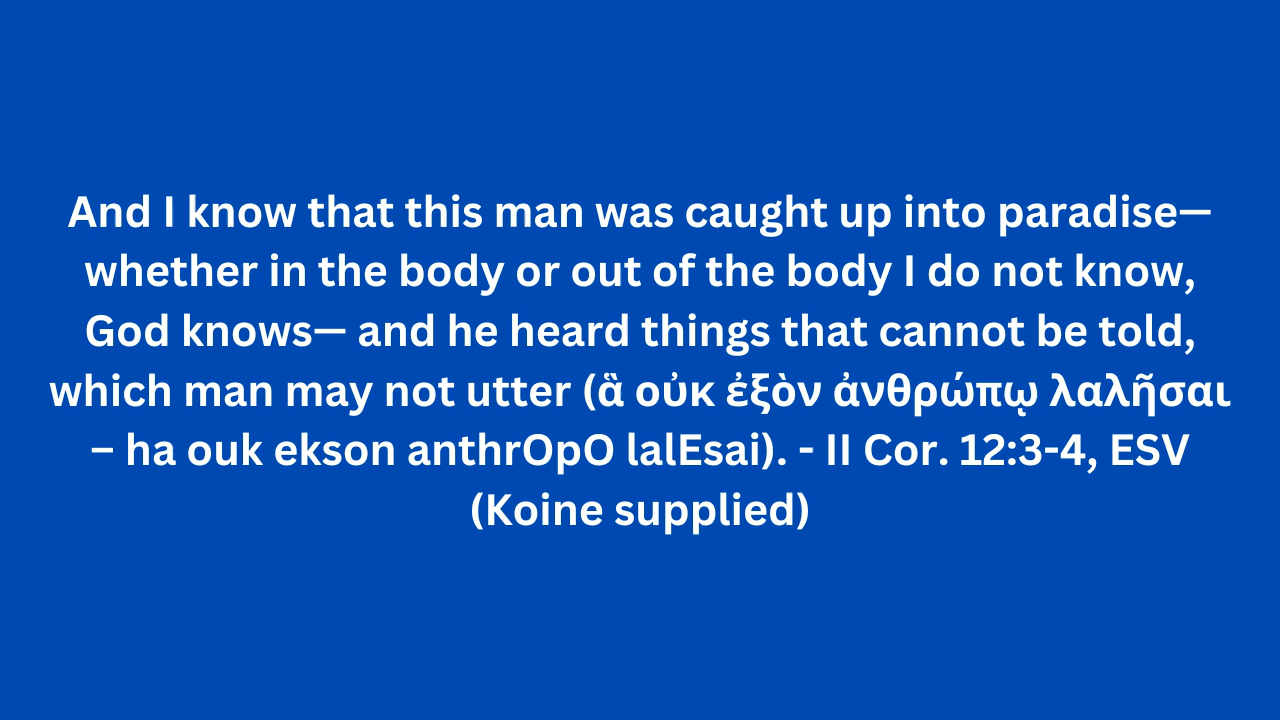 And I know that this man was caught up into paradise—
whether in the body or out of the body I do not know,
God knows— and he heard things that cannot be told,
which man may not utter (ἃ οὐκ ἐξὸν ἀνθρώπῳ λαλῆσαι
– ha ouk ekson anthrOpO lalEsai). - II Cor. 12:3-4, ESV
(Koine supplied)